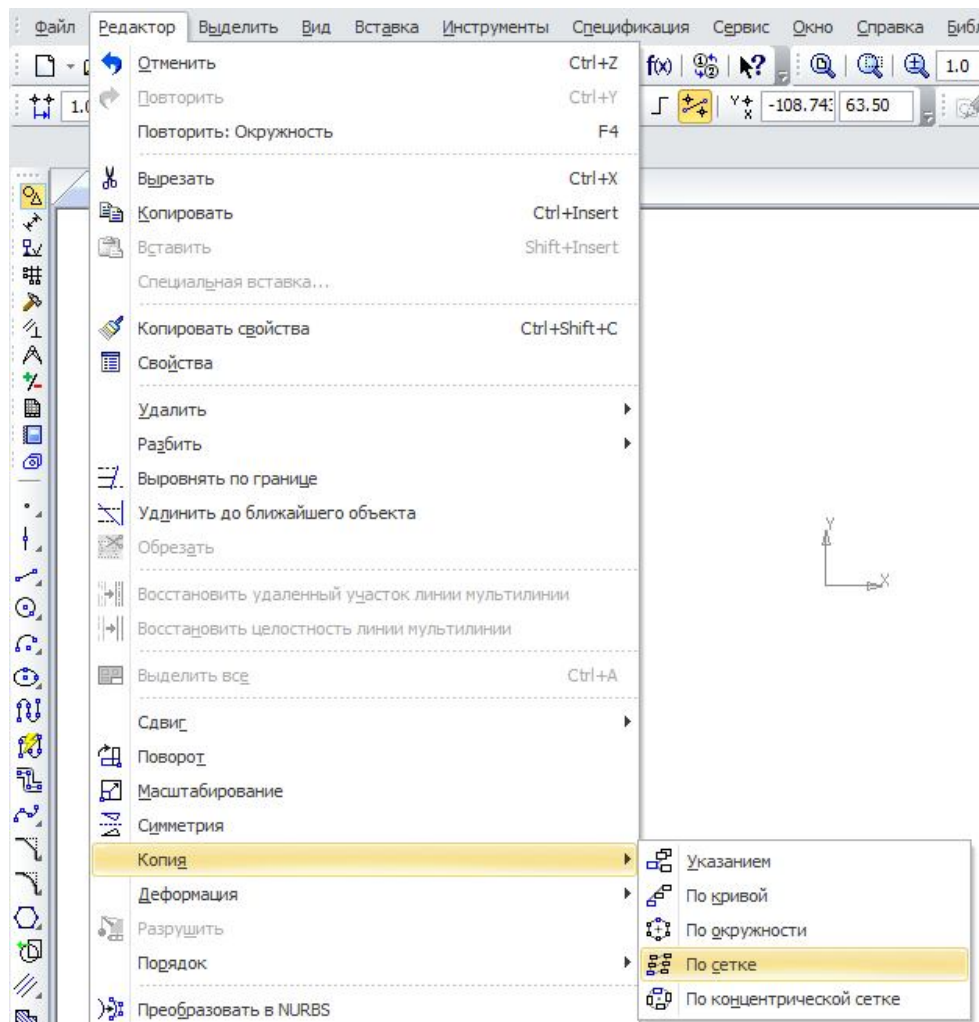 Файл Редактор Выделить Вид Вставка Инструменты Спецификация Сервис Окно Справка
f(x) 1.0
1.0 -108.743 63.50
Отменить Ctrl+Z
Повторить Ctrl+Y
Повторить: Окружность F4
Вырезать Ctrl+X
Копировать Ctrl+Insert
Вставить Shift+Insert
Специальная вставка...
Копировать свойства Ctrl+Shift+C
Свойства
Удалить
Разбить
Выровнять по границе
Удлинить до ближайшего объекта
Обрезать
Восстановить удаленный участок линии мультилинии
Восстановить целостность линии мультилинии
Выделить все Ctrl+A
Сдвиг
Поворот
Масштабирование
Симметрия
Копия
Деформация
Разрушить
Порядок
Преобразовать в NURBS
Указанием
По кривой
По окружности
По сетке
По концентрической сетке
Y
X